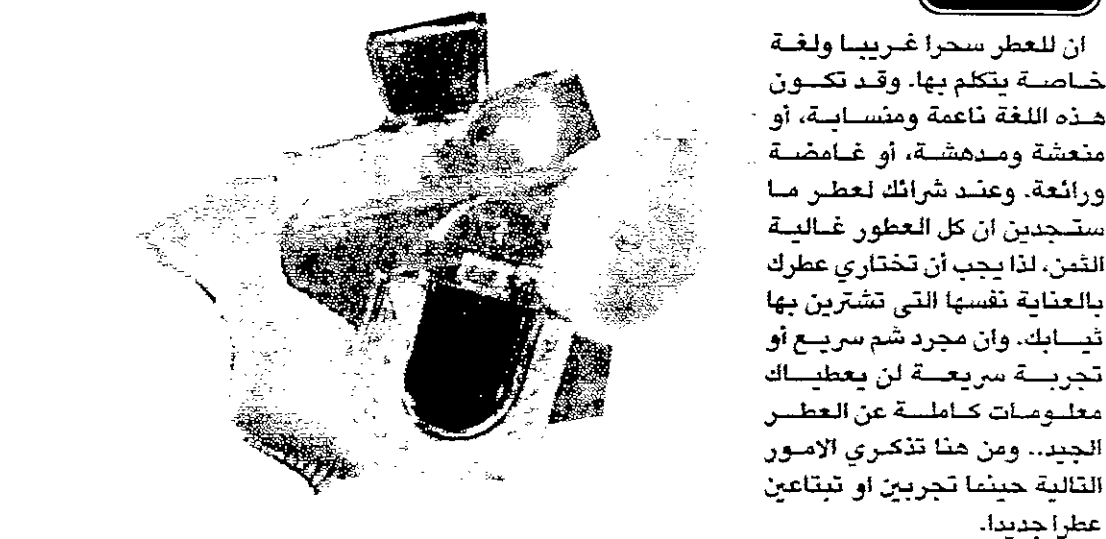 ان للعطر سحرا غريبا ولغة
خاصة يتكلم بها. وقد تكون
هذه اللغة ناعمة ومنسابة، أو
منعشة ومدهشة، أو غامضة
ورائعة. وعند شرائك لعطر ما
ستجدين ان كل العطور غالية
الثمن، لذا يجب أن تختاري عطرك
بالعناية نفسها التي تشترين بها
ثيابك. وان مجرد شم سريع أو
تجربة سريعة لن يعطياك
معلومات كاملة عن العطر
الجيد.. ومن هنا تذكري الامور
التالية حينما تجربين او تبتاعين
عطرا جديدا.